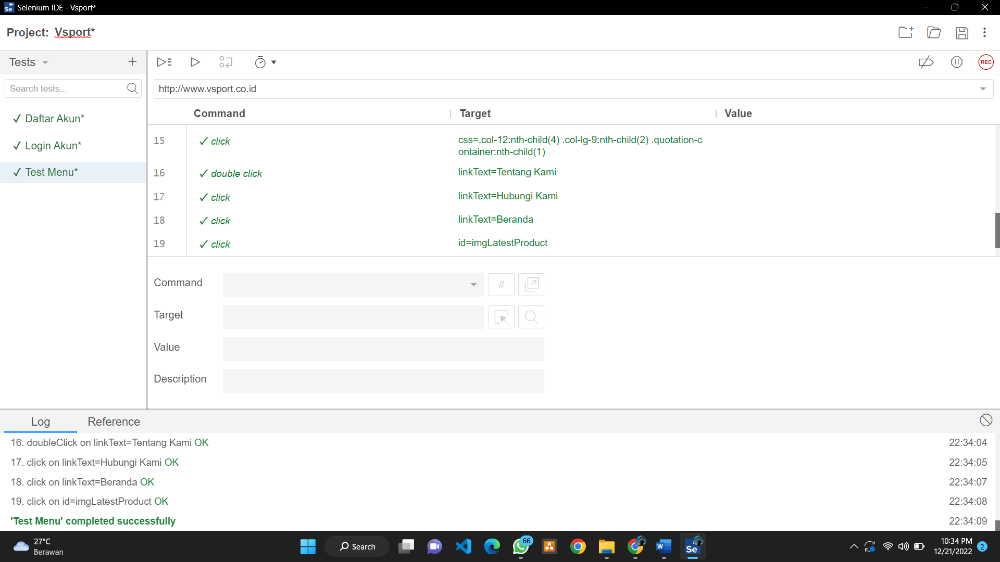 Selenium IDE - Vsport*
Project: Vsport*
Tests
Search tests...
✓ Daftar Akun*
✓ Login Akun*
✓ Test Menu*
REC
http://www.vsport.co.id
Command Target Value
15 ✓ click css=.col-12:nth-child(4) .col-lg-9:nth-child(2) .quotation-c
ontainer:nth-child(1)
16 ✓ double click linkText=Tentang Kami
17 ✓ click linkText=Hubungi Kami
18 ✓ click linkText=Beranda
19 ✓ click id=imgLatestProduct
Command //
Target
Value
Description
Log Reference
16. doubleClick on linkText=Tentang Kami OK 22:34:04
17. click on linkText=Hubungi Kami OK 22:34:05
18. click on linkText=Beranda OK 22:34:07
19. click on id=imgLatestProduct OK 22:34:08
'Test Menu' completed successfully 22:34:09
27°C
Berawan
Search
66
W
Se
10:34 PM
12/21/2022
2